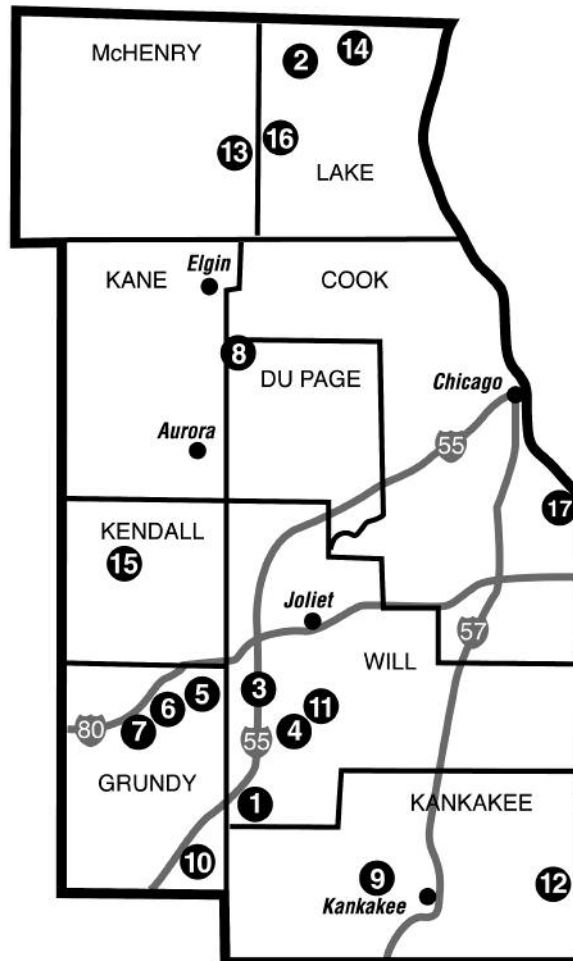 McHENRY
2
14
13
16
LAKE
KANE
Elgin
COOK
8
DU PAGE
Chicago
Aurora
55
KENDALL
17
15
Joliet
57
WILL
3
5
6
11
7
4
80
55
GRUNDY
1
KANKAKEE
10
9
12
Kankakee